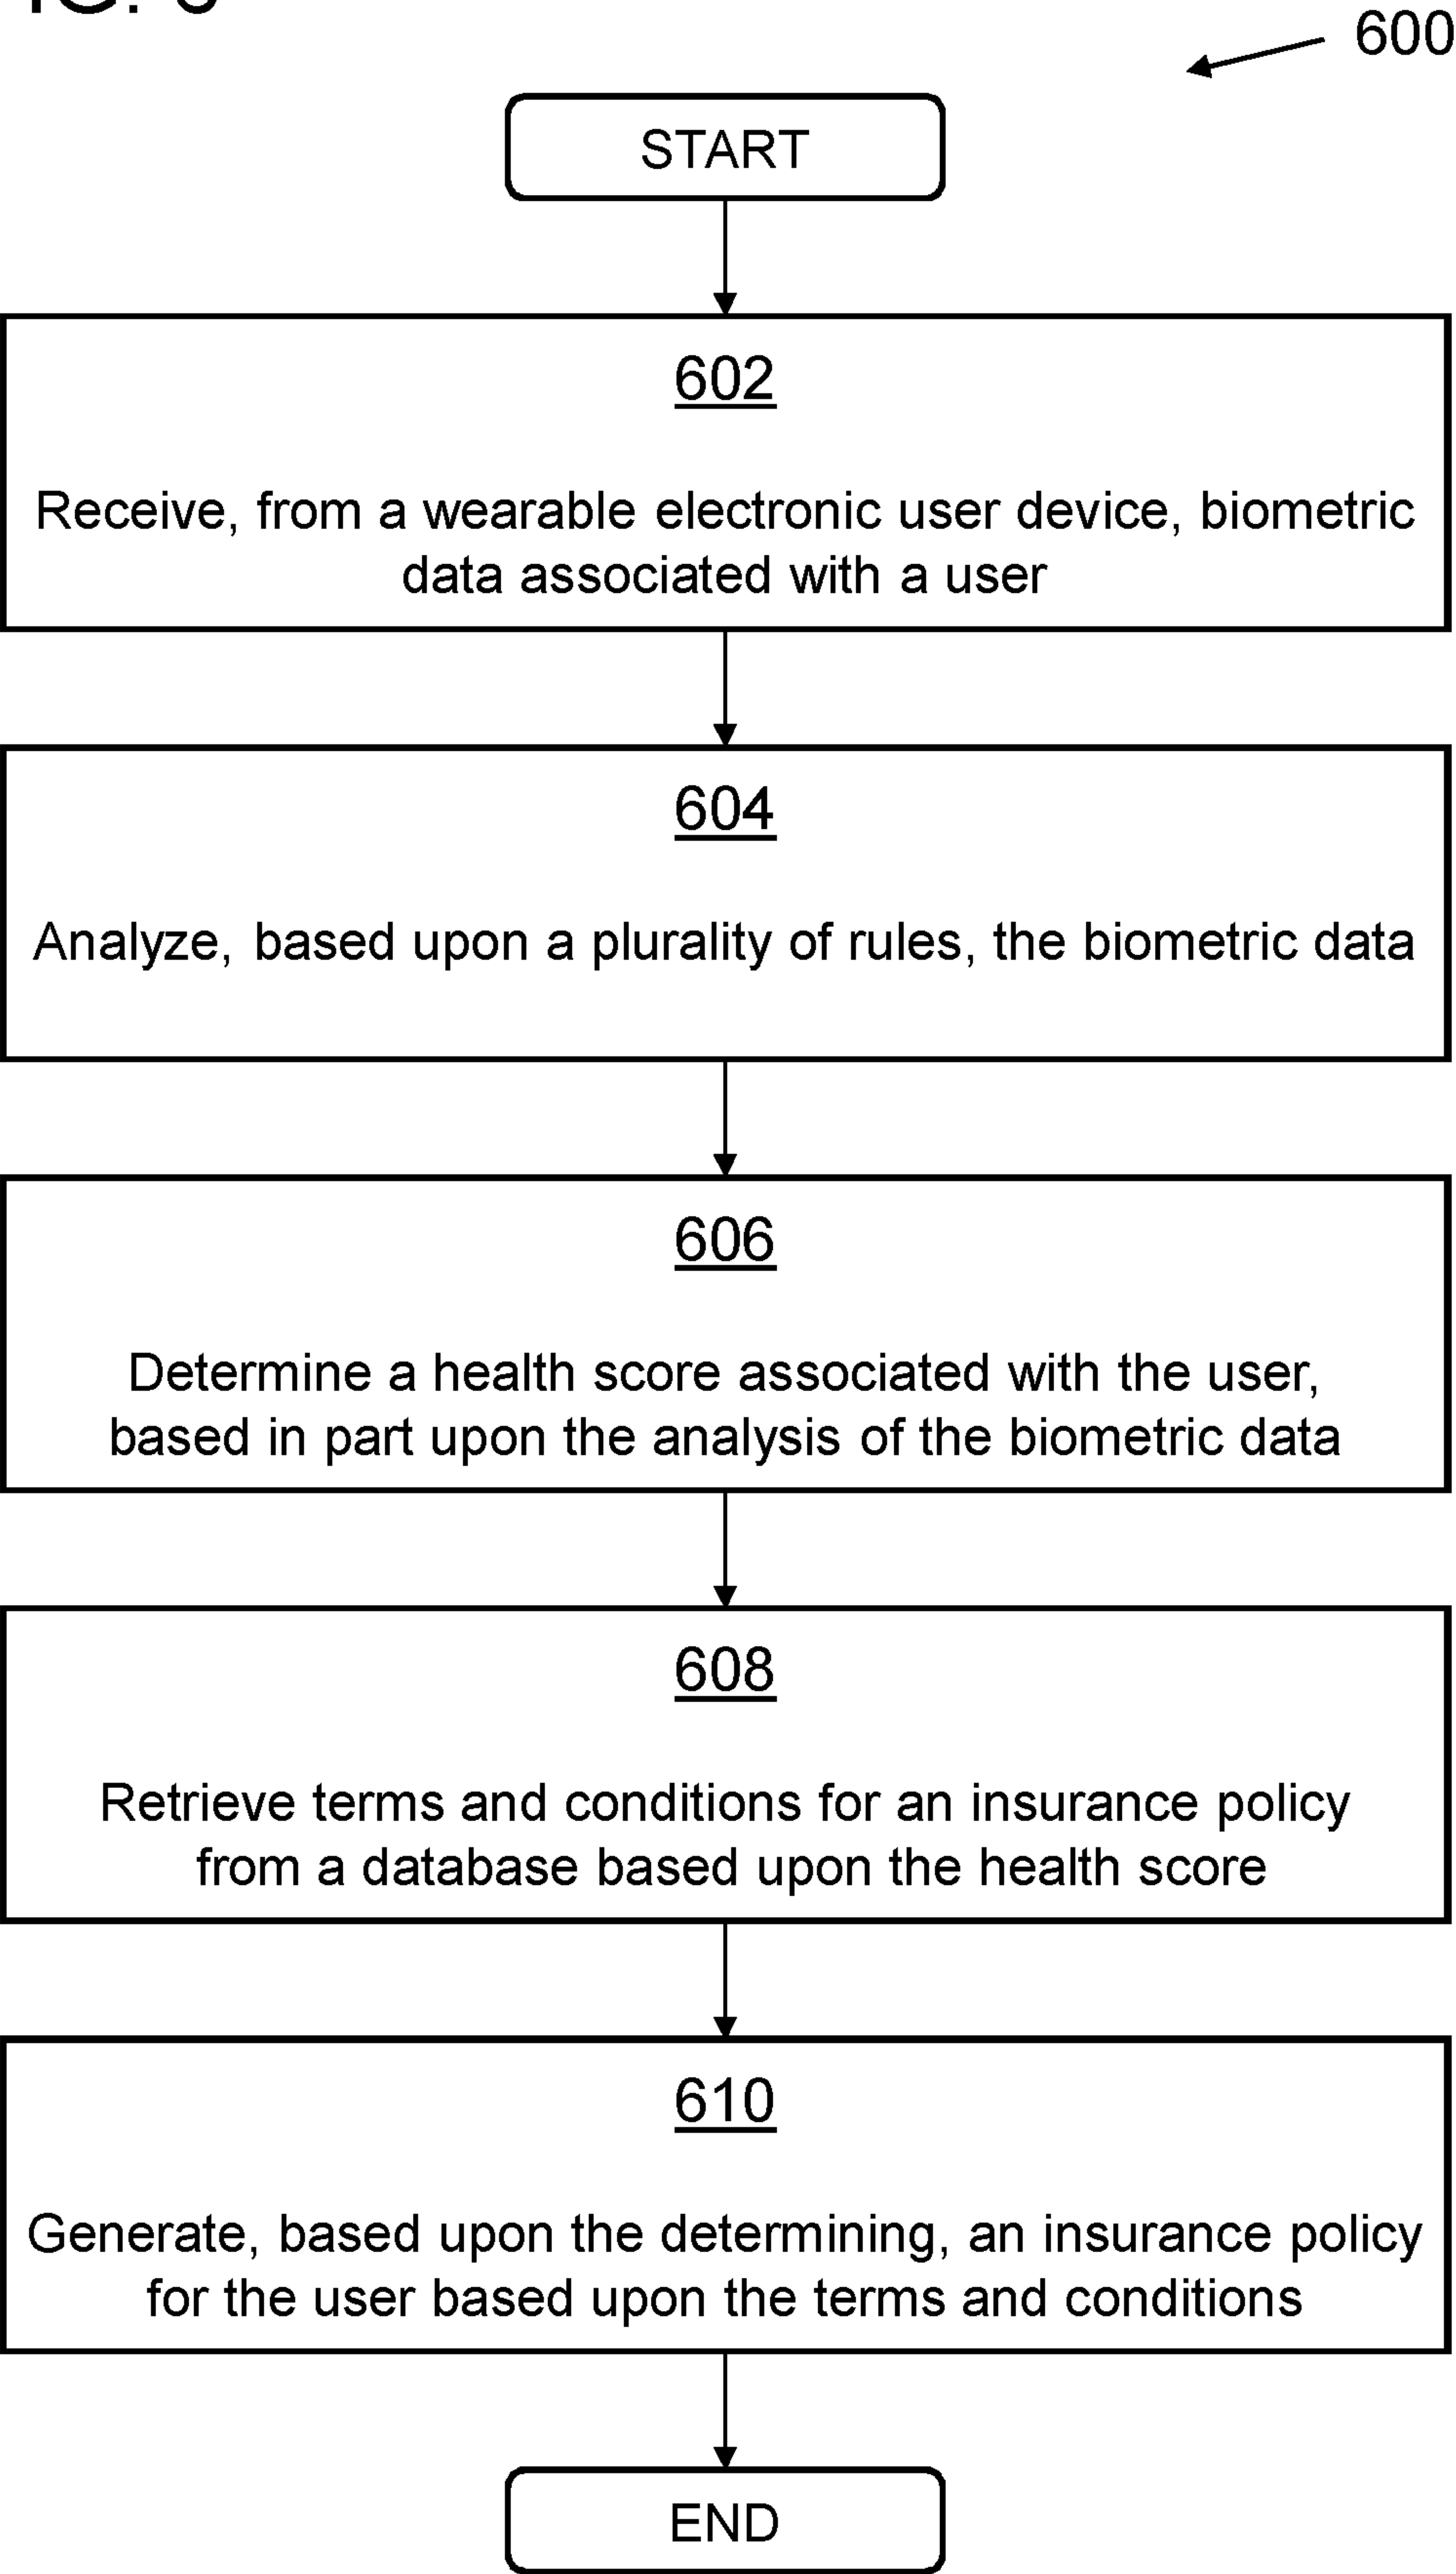 600
START
602
Receive, from a wearable electronic user device, biometric
data associated with a user
604
Analyze, based upon a plurality of rules, the biometric data
606
Determine a health score associated with the user,
based in part upon the analysis of the biometric data
608
Retrieve terms and conditions for an insurance policy
from a database based upon the health score
610
Generate, based upon the determining, an insurance policy
for the user based upon the terms and conditions
END